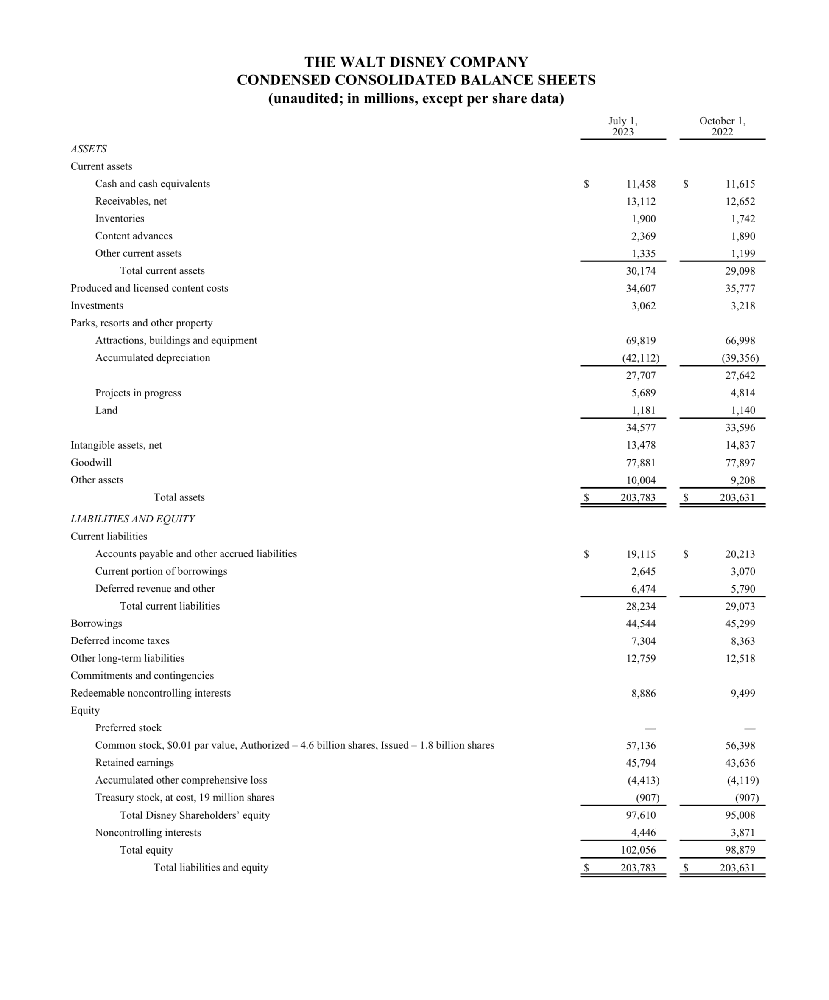 THE WALT DISNEY COMPANY
CONDENSED CONSOLIDATED BALANCE SHEETS
(unaudited; in millions, except per share data)
July 1, 2023 October 1, 2022
ASSETS
Current assets
Cash and cash equivalents $ 11,458 $ 11,615
Receivables, net 13,112 12,652
Inventories 1,900 1,742
Content advances 2,369 1,890
Other current assets 1,335 1,199
Total current assets 30,174 29,098
Produced and licensed content costs 34,607 35,777
Investments 3,062 3,218
Parks, resorts and other property
Attractions, buildings and equipment 69,819 66,998
Accumulated depreciation (42,112) (39,356)
27,707 27,642
Projects in progress 5,689 4,814
Land 1,181 1,140
34,577 33,596
Intangible assets, net 13,478 14,837
Goodwill 77,881 77,897
Other assets 10,004 9,208
Total assets $ 203,783 $ 203,631
LIABILITIES AND EQUITY
Current liabilities
Accounts payable and other accrued liabilities $ 19,115 $ 20,213
Current portion of borrowings 2,645 3,070
Deferred revenue and other 6,474 5,790
Total current liabilities 28,234 29,073
Borrowings 44,544 45,299
Deferred income taxes 7,304 8,363
Other long-term liabilities 12,759 12,518
Commitments and contingencies
Redeemable noncontrolling interests 8,886 9,499
Equity
Preferred stock — —
Common stock, $0.01 par value, Authorized – 4.6 billion shares, Issued – 1.8 billion shares 57,136 56,398
Retained earnings 45,794 43,636
Accumulated other comprehensive loss (4,413) (4,119)
Treasury stock, at cost, 19 million shares (907) (907)
Total Disney Shareholders’ equity 97,610 95,008
Noncontrolling interests 4,446 3,871
Total equity 102,056 98,879
Total liabilities and equity $ 203,783 $ 203,631